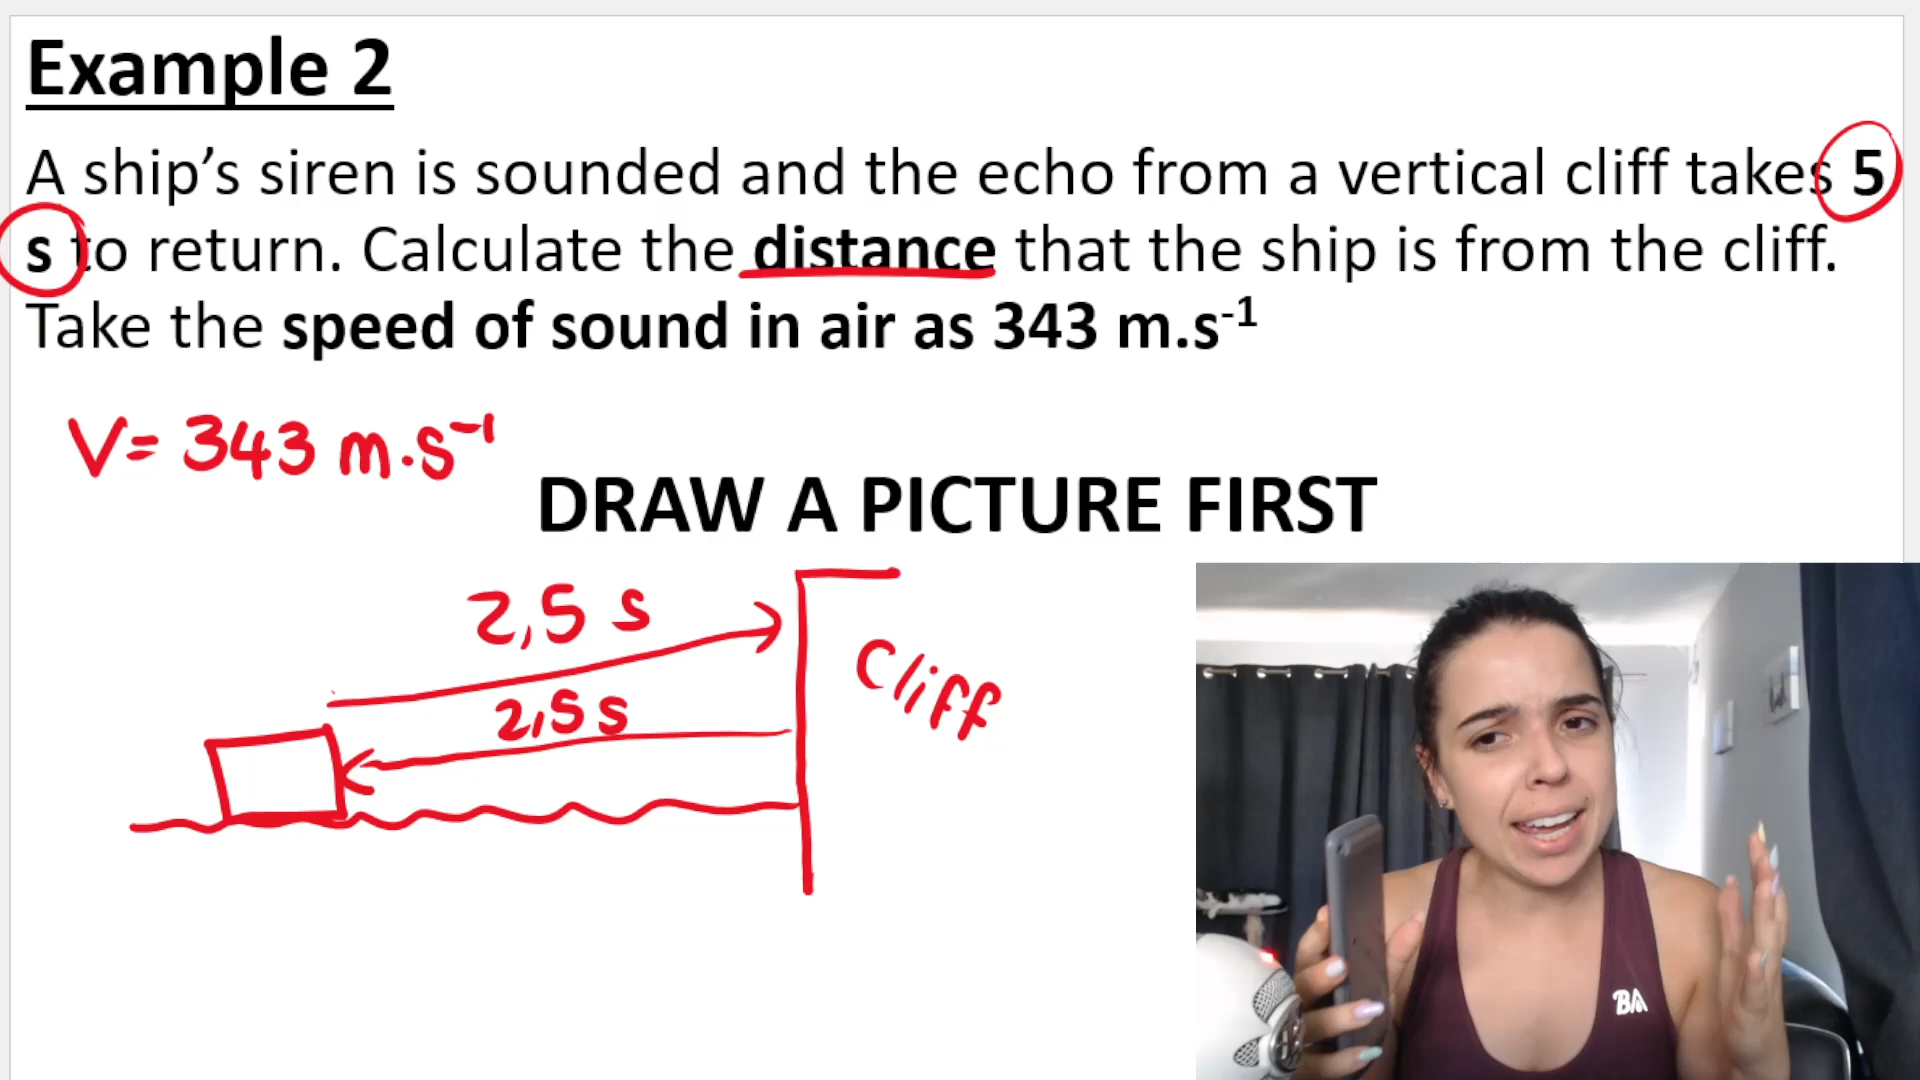 Example 2
A ship’s siren is sounded and the echo from a vertical cliff takes 5
s to return. Calculate the distance that the ship is from the cliff.
Take the speed of sound in air as 343 m.s-1
V= 343 m.s-1
DRAW A PICTURE FIRST
2,5 s
Cliff
2,5 s
BA